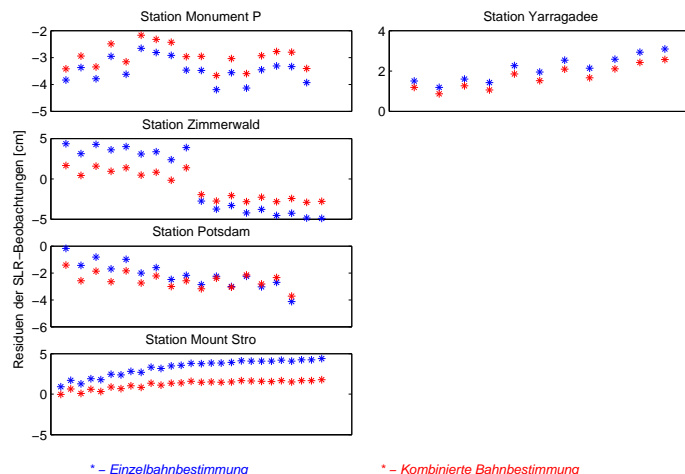 Station Monument P
−2
−3
−4
−5
Station Yarragadee
4
2
0
Station Zimmerwald
5
0
−5
Station Potsdam
0
−2
−4
−6
Station Mount Stro
5
0
−5
Residuen der SLR−Beobachtungen [cm]
* − Einzelbahnbestimmung
* − Kombinierte Bahnbestimmung